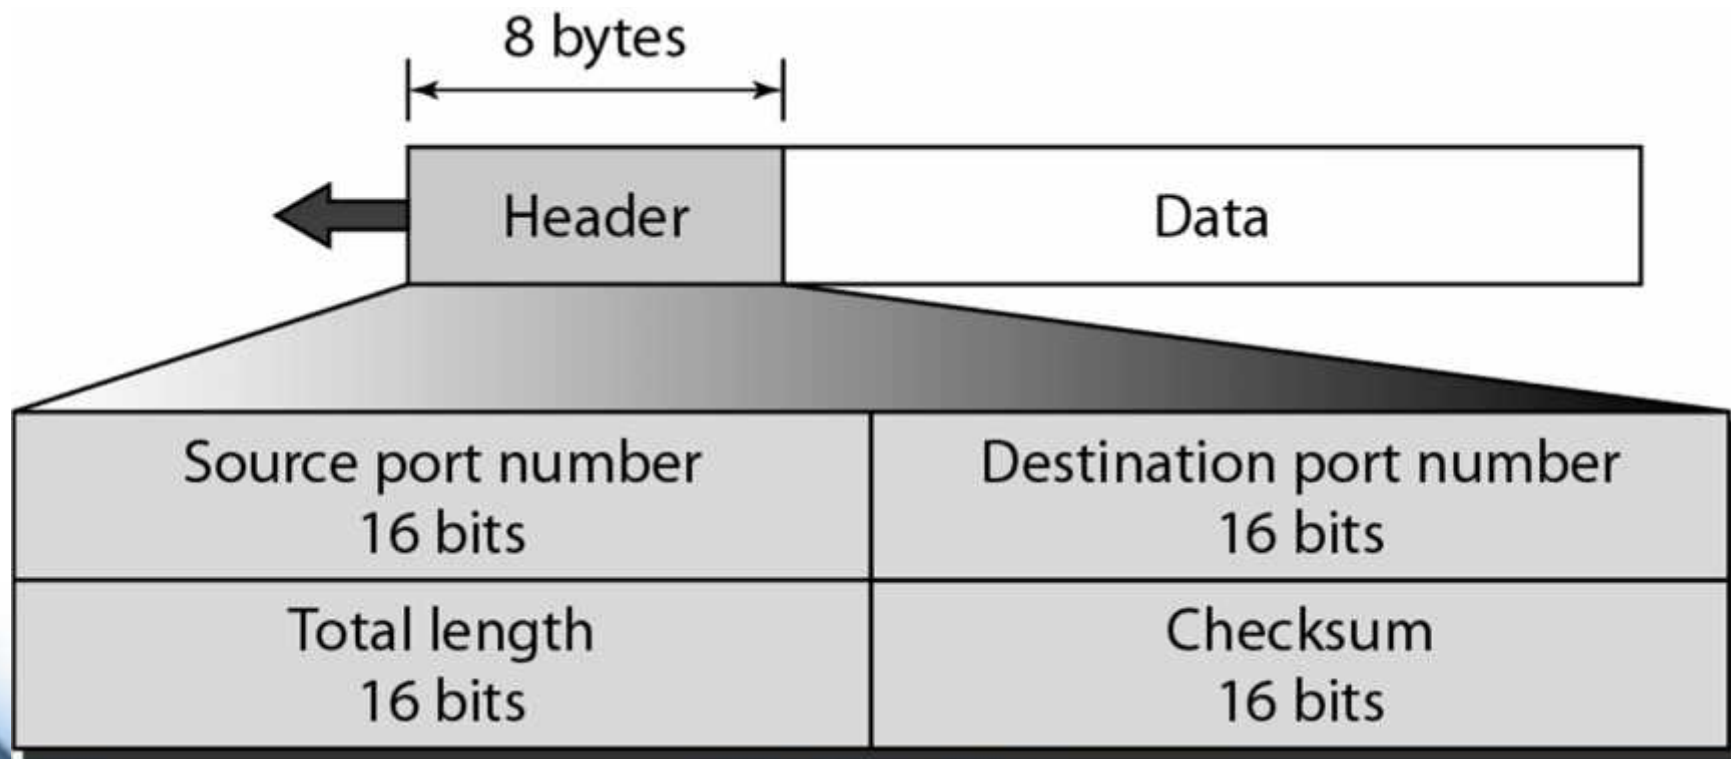 8 bytes
Header
Data
Source port number
16 bits
Destination port number
16 bits
Total length
16 bits
Checksum
16 bits